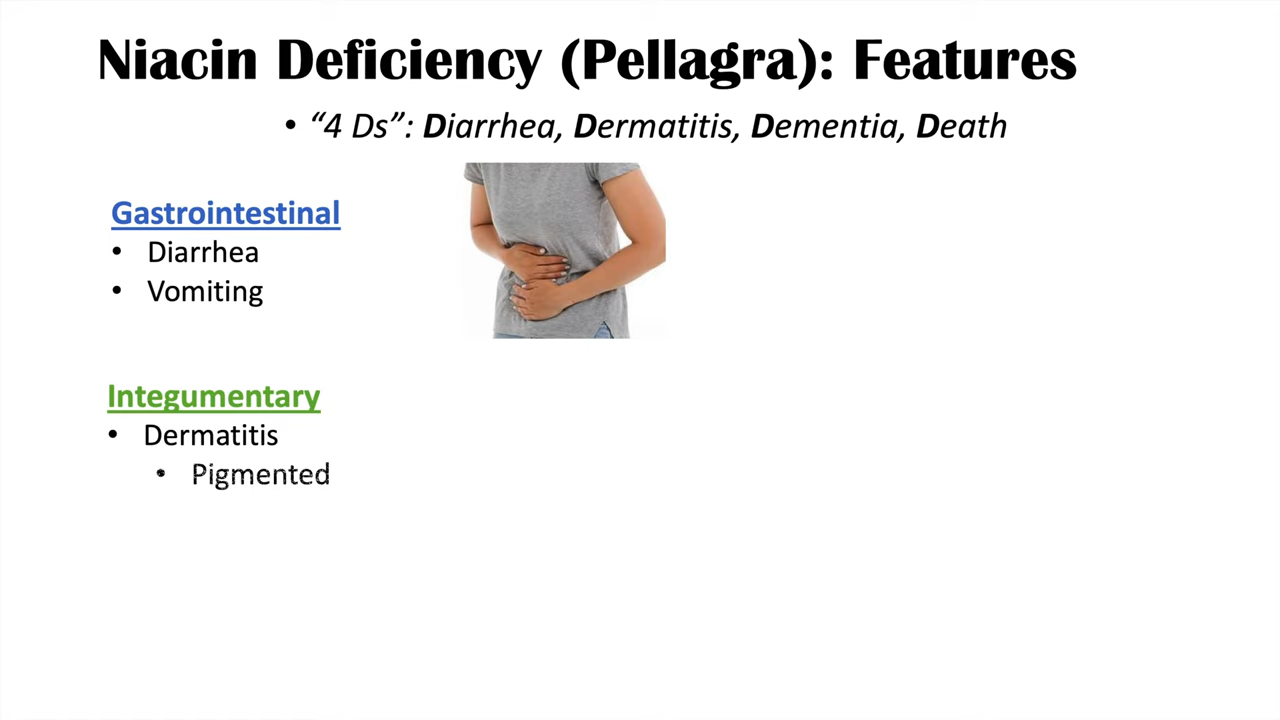 Niacin Deficiency (Pellagra): Features
• “4 Ds”: Diarrhea, Dermatitis, Dementia, Death
Gastrointestinal
• Diarrhea
• Vomiting
Integumentary
• Dermatitis
• Pigmented